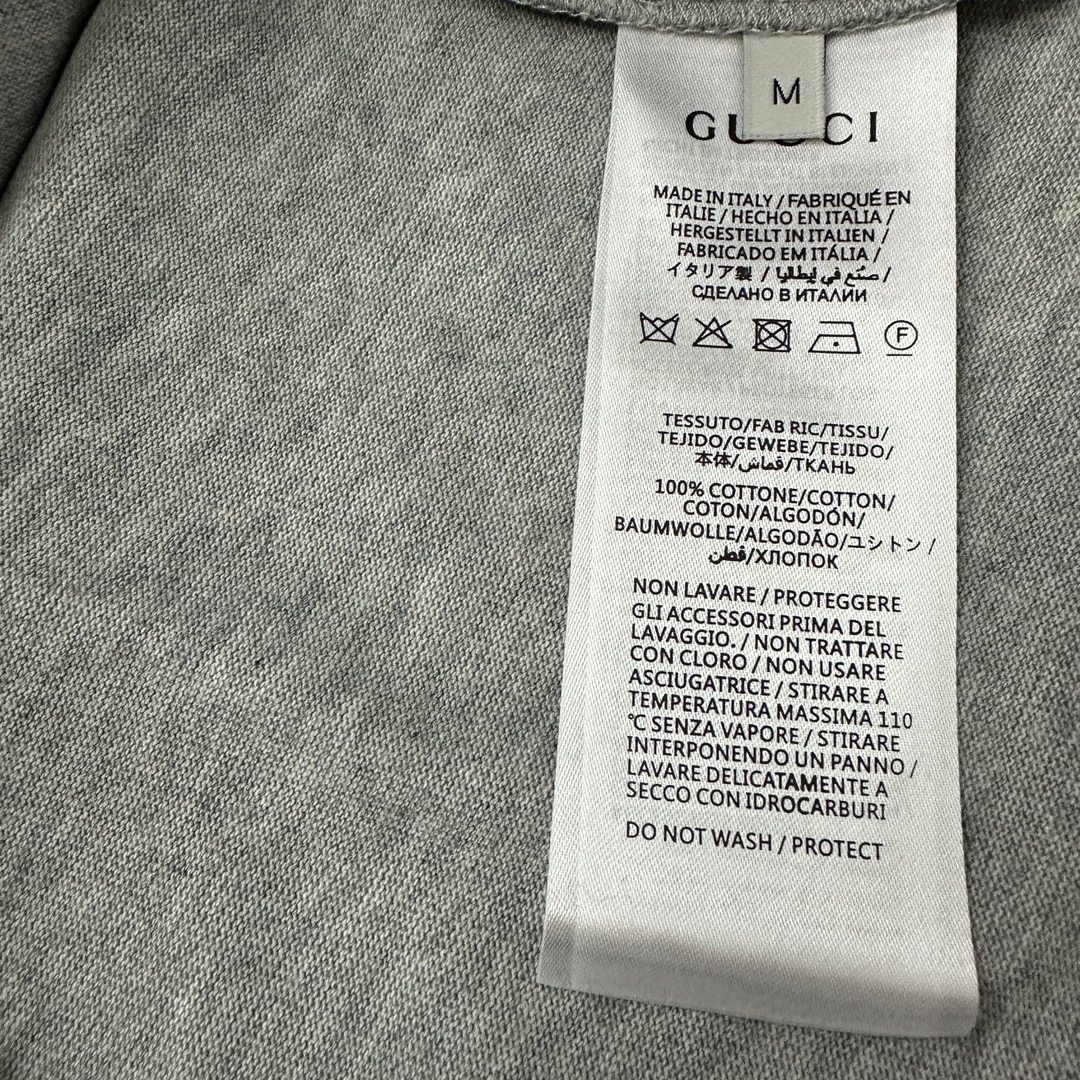 M
GUCCI
MADE IN ITALY / FABRIQUÉ EN
ITALIE / HECHO EN ITALIA /
HERGESTELLT IN ITALIEN /
FABRICADO EM ITÁLIA /
イタリア製 / صنع في إيطاليا /
СДЕЛАНО В ИТАЛИИ
F
TESSUTO/FAB RIC/TISSU/
TEJIDO/GEWEBE/TEJIDO/
本体/قماش/ТКАНЬ
100% COTTONE/COTTON/
COTON/ALGODÓN/
BAUMWOLLE/ALGODÃO/ユシトン /
قطن/ХЛОПОК
NON LAVARE / PROTEGGERE
GLI ACCESSORI PRIMA DEL
LAVAGGIO. / NON TRATTARE
CON CLORO / NON USARE
ASCIUGATRICE / STIRARE A
TEMPERATURA MASSIMA 110
℃ SENZA VAPORE / STIRARE
INTERPONENDO UN PANNO /
LAVARE DELICATAMENTE A
SECCO CON IDROCARBURI
DO NOT WASH / PROTECT